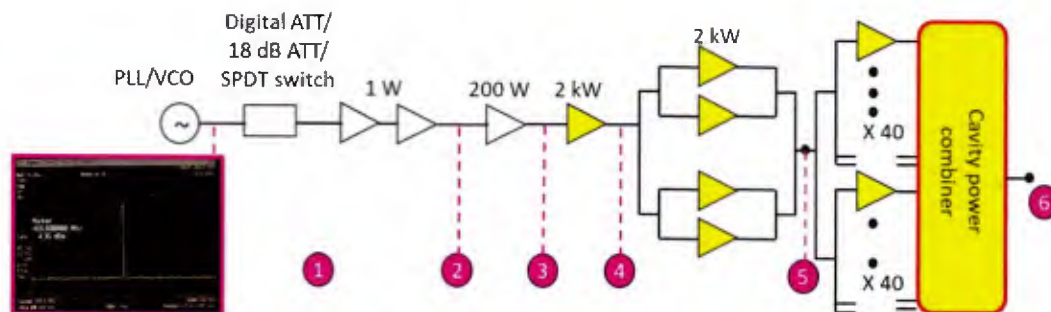 Digital ATT/
18 dB ATT/
SPDT switch
PLL/VCO
~
1 W
200 W
2 kW
2 kW
X 40
X 40
Cavity power
combiner
1
2
3
4
5
6